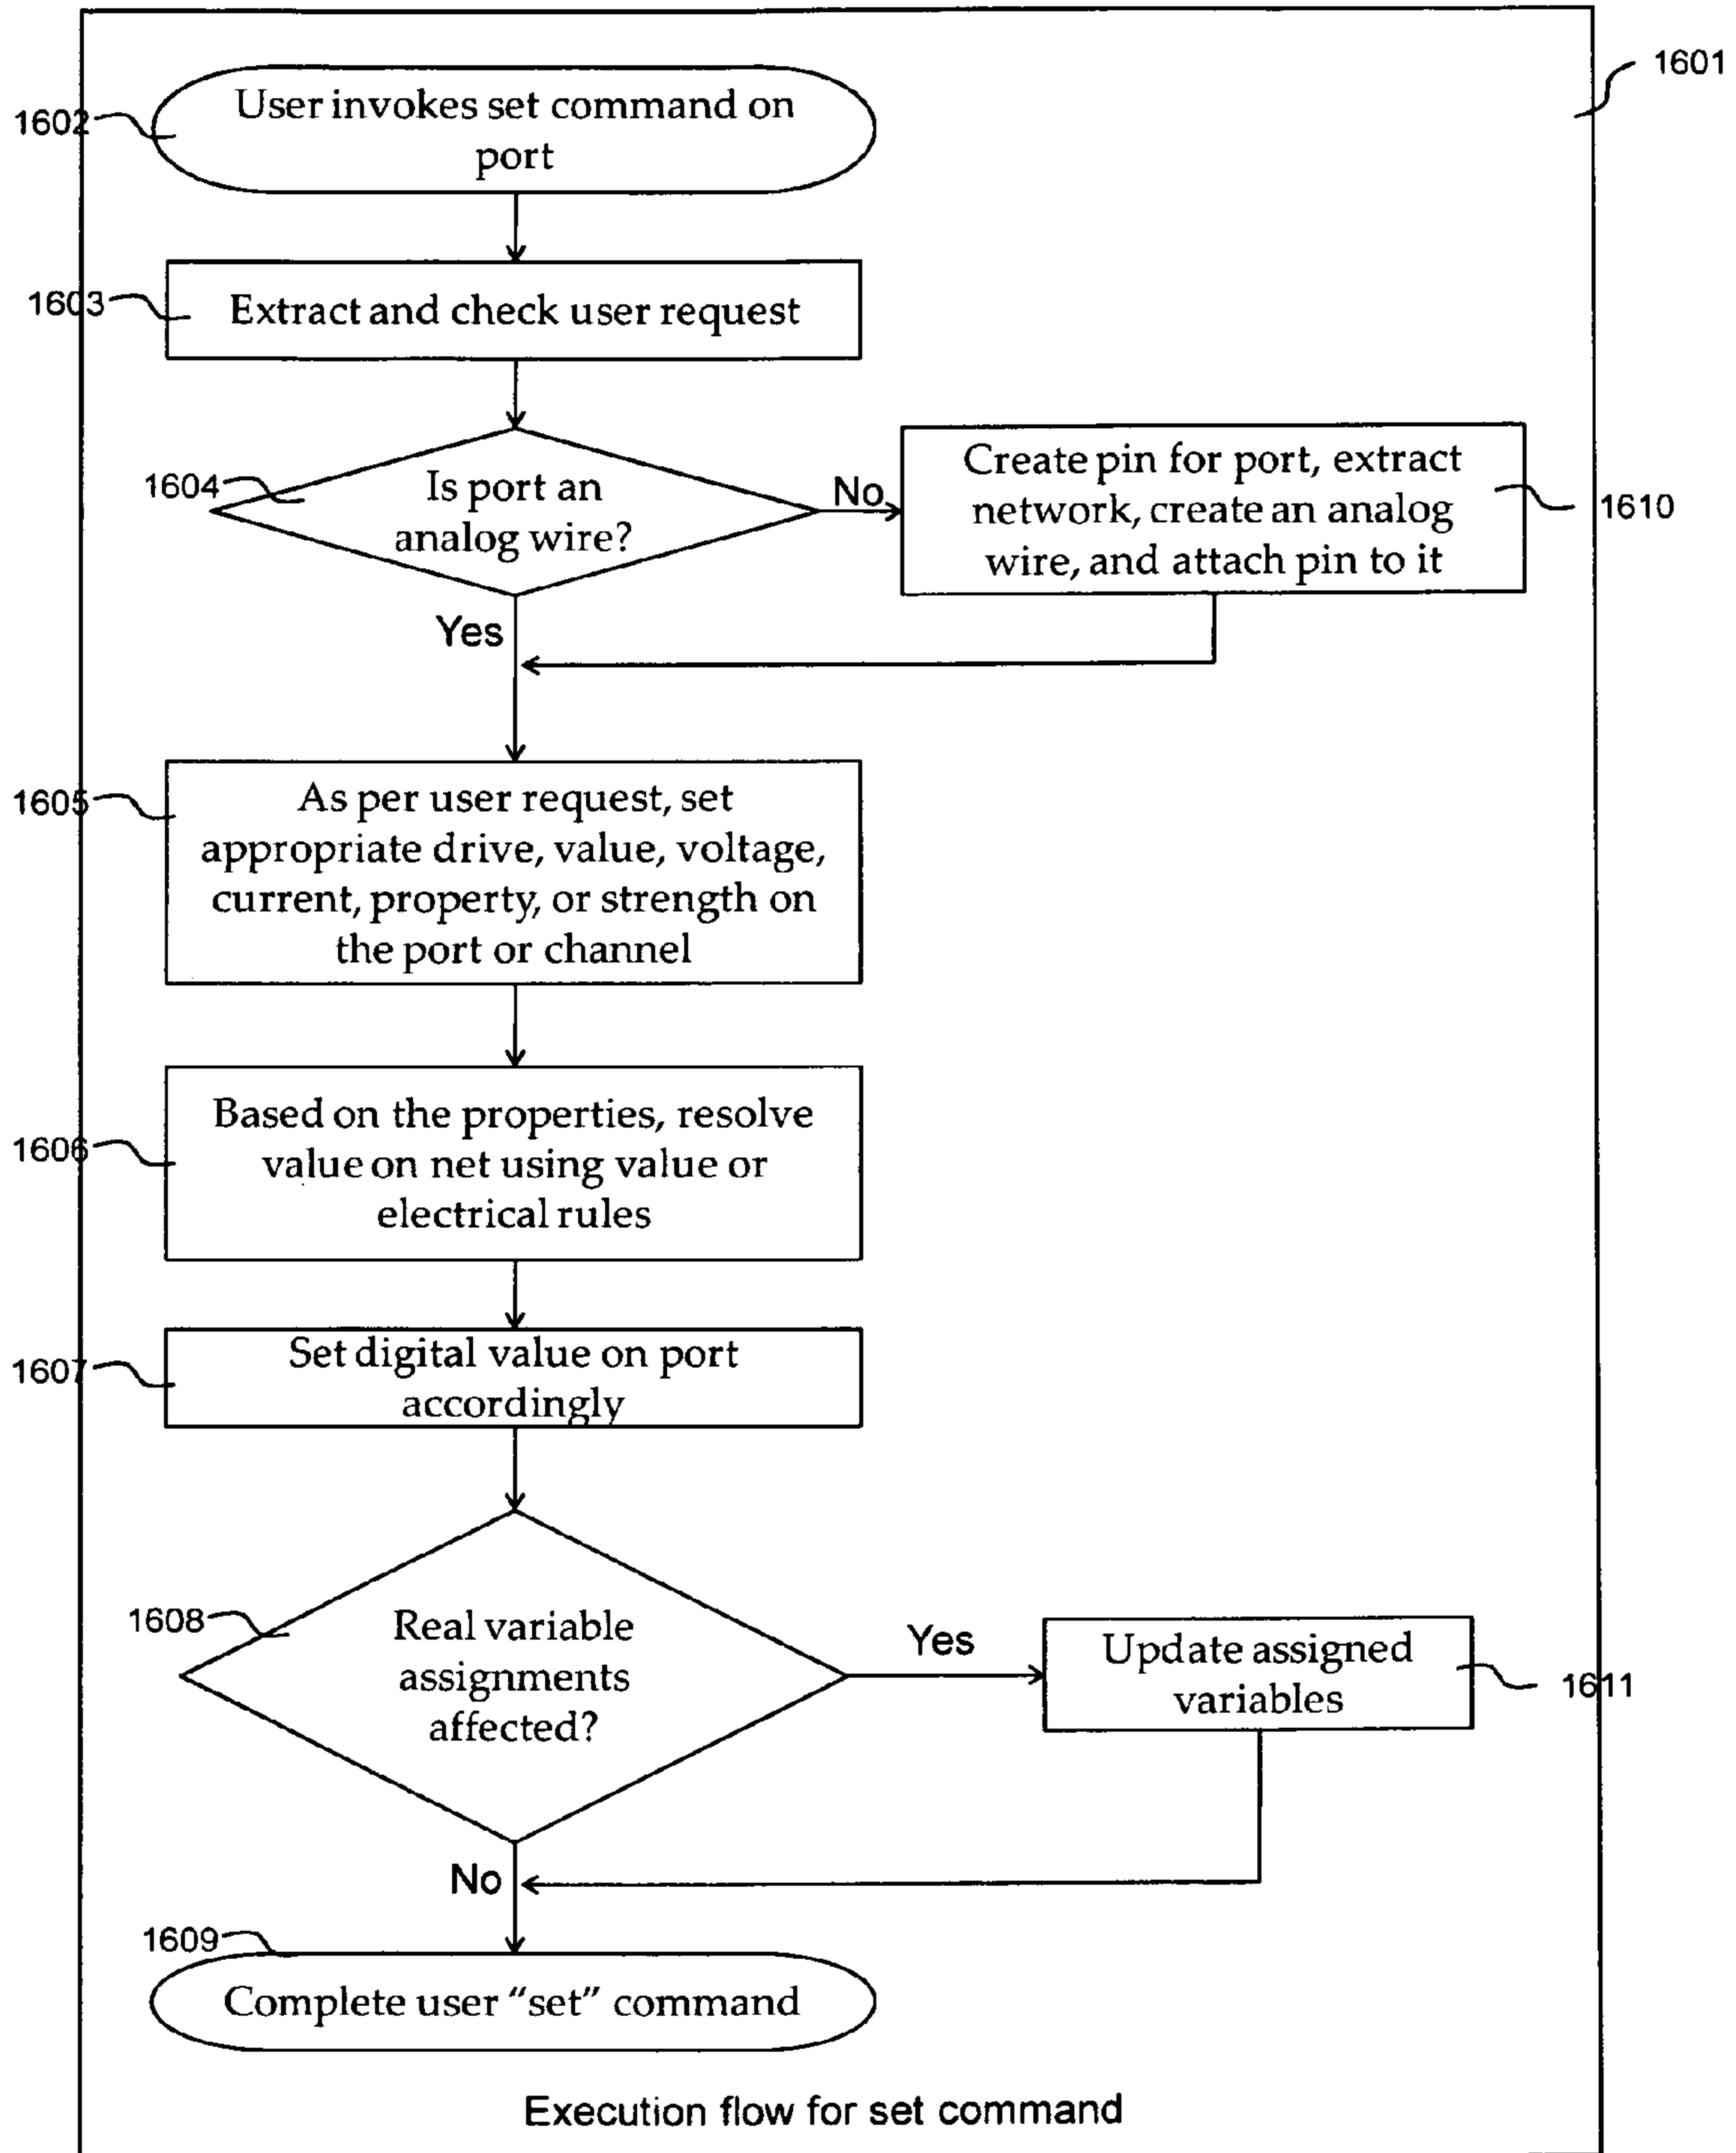 1601
1602
User invokes set command on
port
1603
Extract and check user request
1604
Is port an
analog wire?
No
Create pin for port, extract
network, create an analog
wire, and attach pin to it
1610
Yes
1605
As per user request, set
appropriate drive, value, voltage,
current, property, or strength on
the port or channel
1606
Based on the properties, resolve
value on net using value or
electrical rules
1607
Set digital value on port
accordingly
1608
Real variable
assignments
affected?
Yes
Update assigned
variables
1611
No
1609
Complete user “set” command
Execution flow for set command